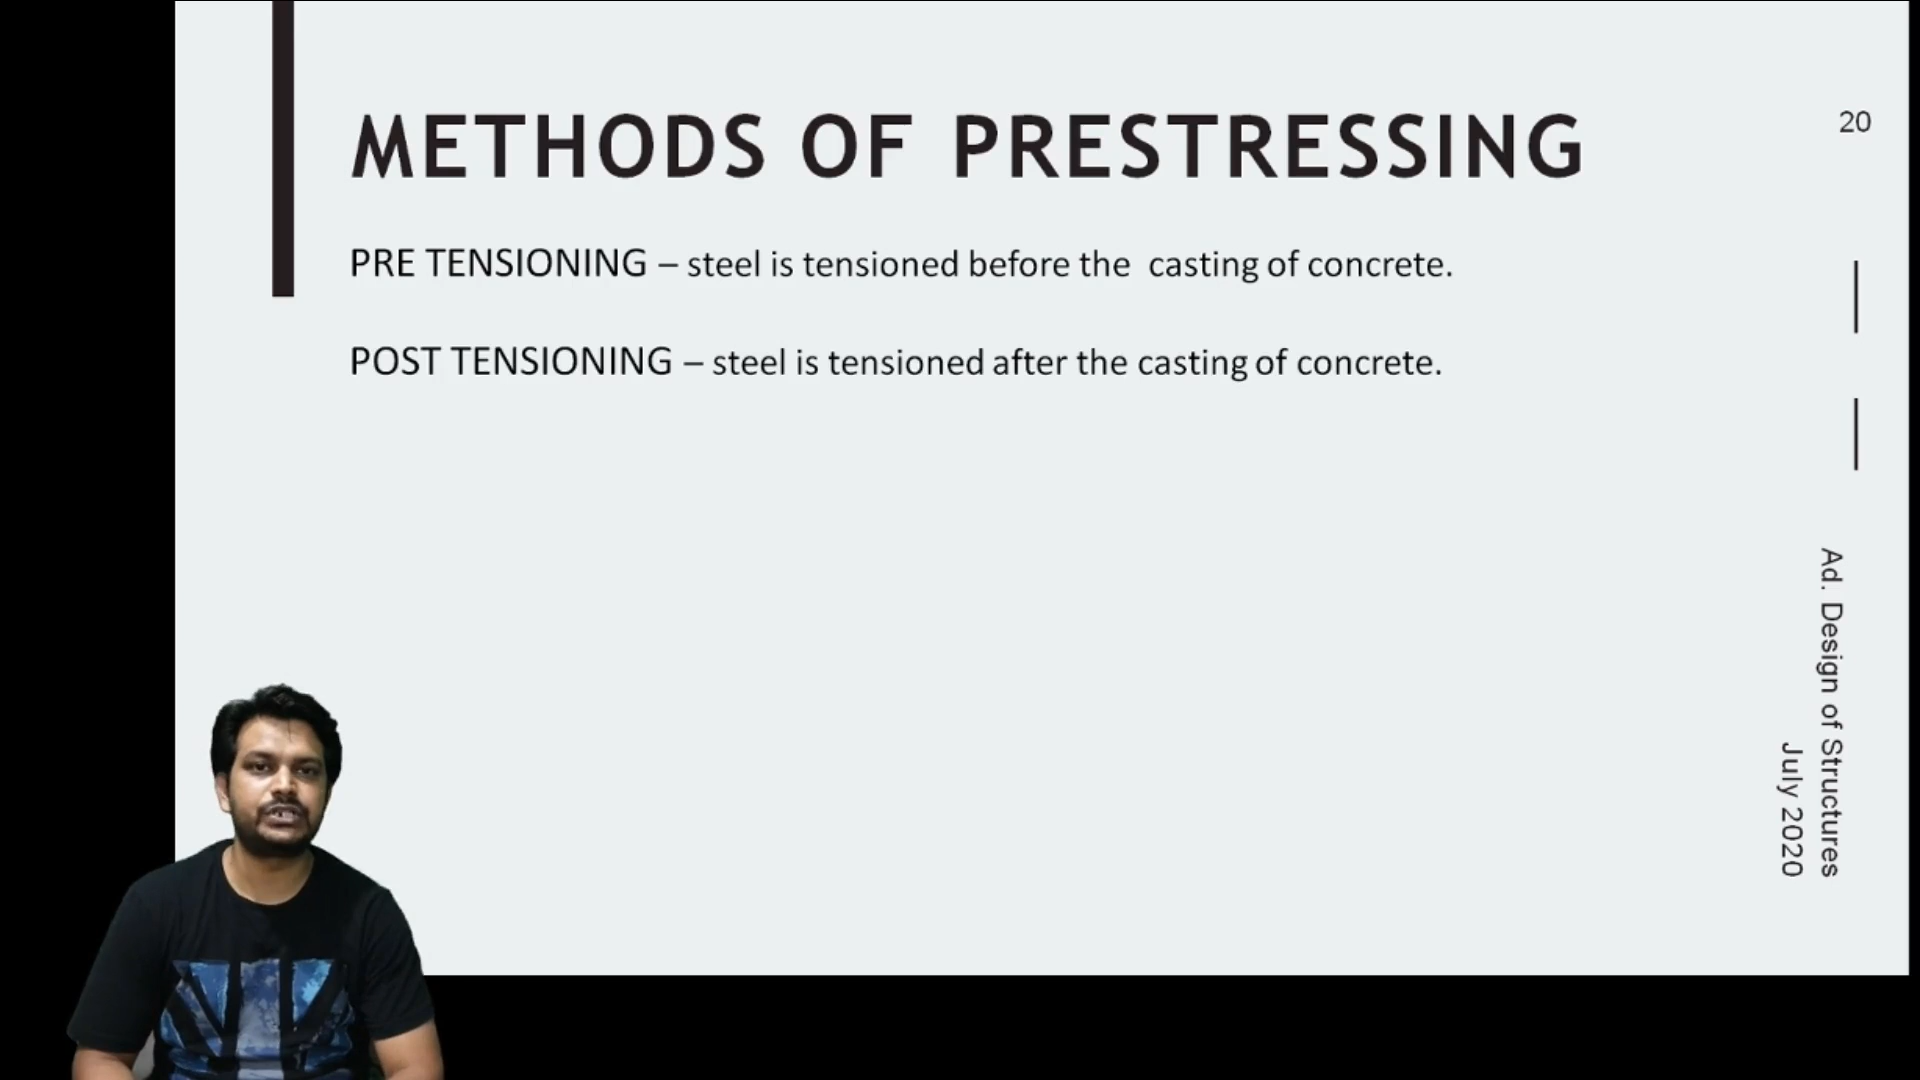 METHODS OF PRESTRESSING
20
PRE TENSIONING – steel is tensioned before the casting of concrete.
POST TENSIONING – steel is tensioned after the casting of concrete.
Ad. Design of Structures
July 2020